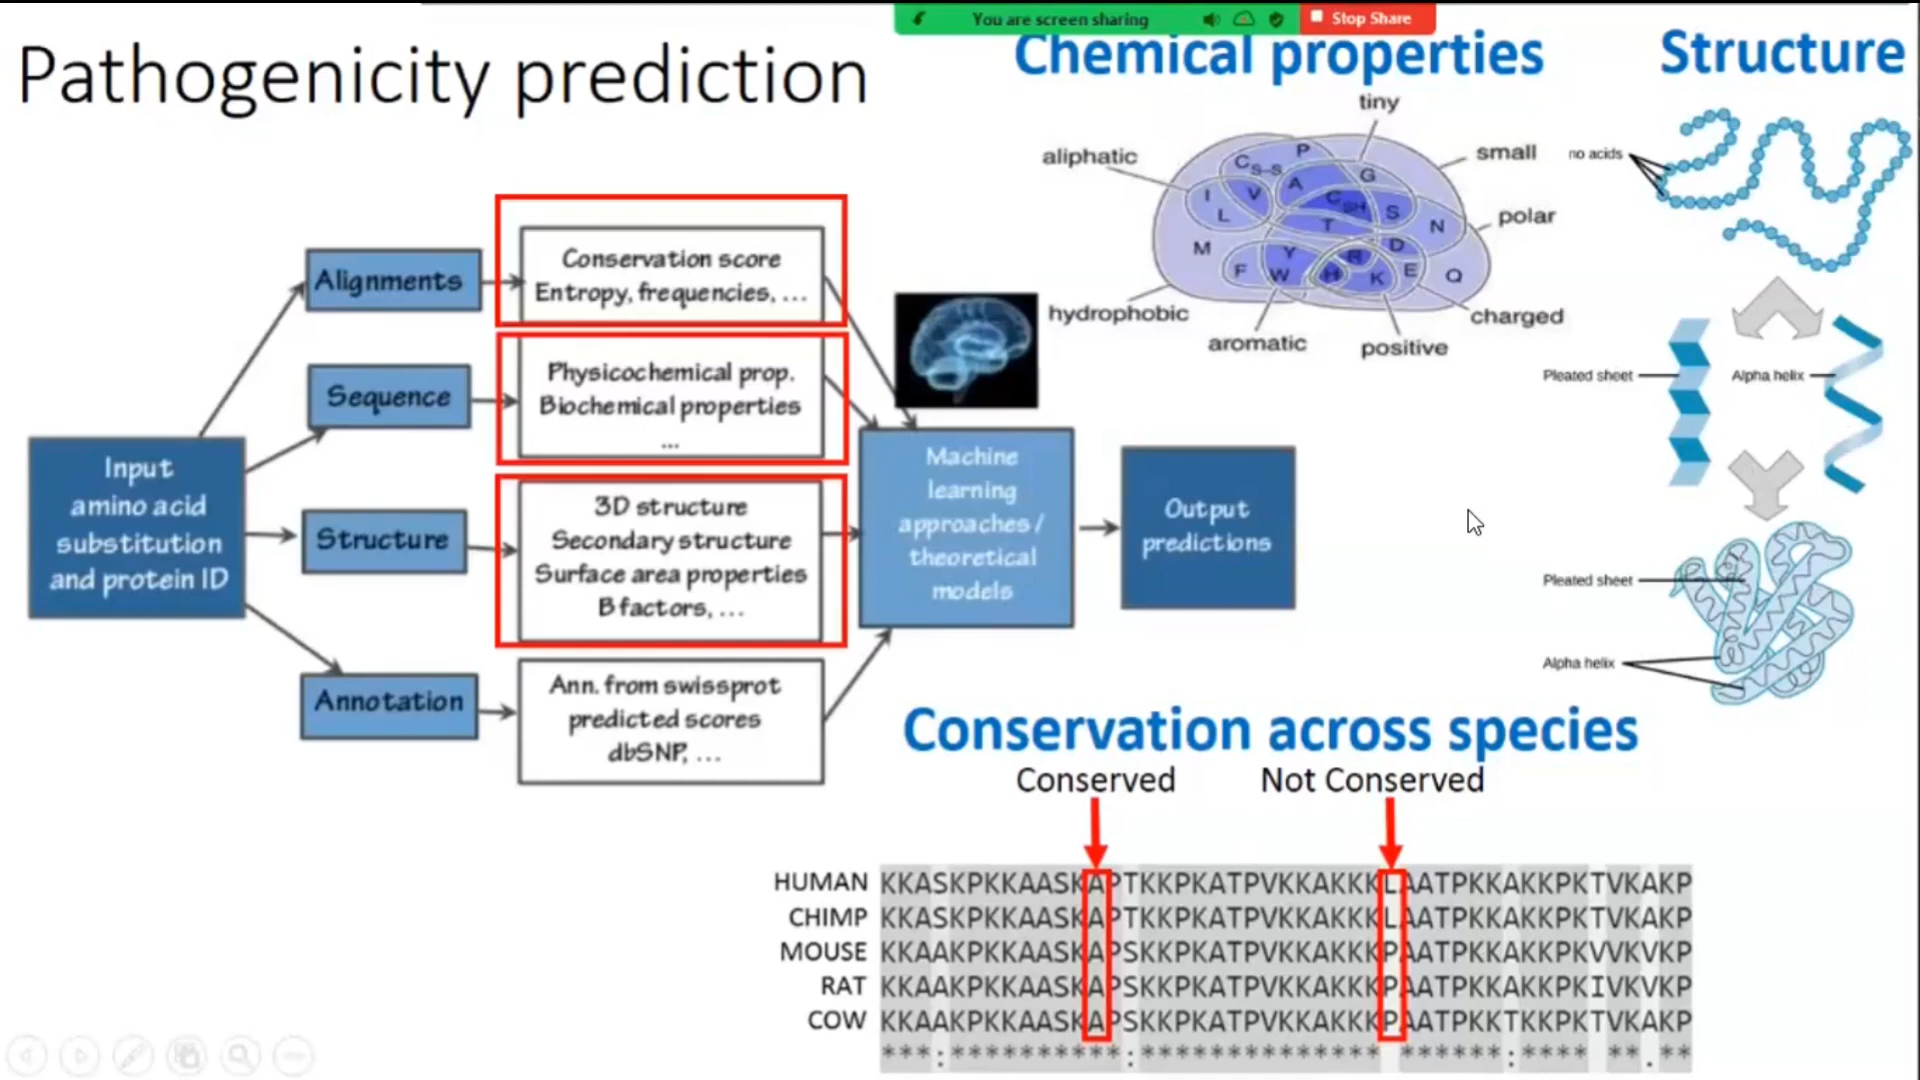 You are screen sharing
Stop Share
Pathogenicity prediction
Chemical properties
Structure
tiny
aliphatic
small
polar
hydrophobic
aromatic
positive
charged
P
C S-S
A
G
I
V
C SH
S
L
T
N
M
Y
D
R
F
W
H
K
E
Q
no acids
Pleated sheet
Alpha helix
Pleated sheet
Alpha helix
Input
amino acid
substitution
and protein ID
Alignments
Sequence
Structure
Annotation
Conservation score
Entropy, frequencies, ...
Physicochemical prop.
Biochemical properties
...
3D structure
Secondary structure
Surface area properties
B factors, ...
Ann. from swissprot
predicted scores
dbSNP, ...
Machine
learning
approaches /
theoretical
models
Output
predictions
Conservation across species
Conserved
Not Conserved
HUMAN KKASKPKKAASKAPTKKPKATPVKKAKKKLAATPKKAKKPKTVKAKP
CHIMP KKASKPKKAASKAPTKKPKATPVKKAKKKLAATPKKAKKPKTVKAKP
MOUSE KKAAKPKKAASKAPSKKPKATPVKKAKKKPAATPKKAKKPKVVKVKP
RAT KKAAKPKKAASKAPSKKPKATPVKKAKKKPAATPKKAKKPKIVKVKP
COW KKAAKPKKAASKAPSKKPKATPVKKAKKKPAATPKKTKKPKTVKAKP
***:**********:************** ******:**** **.**